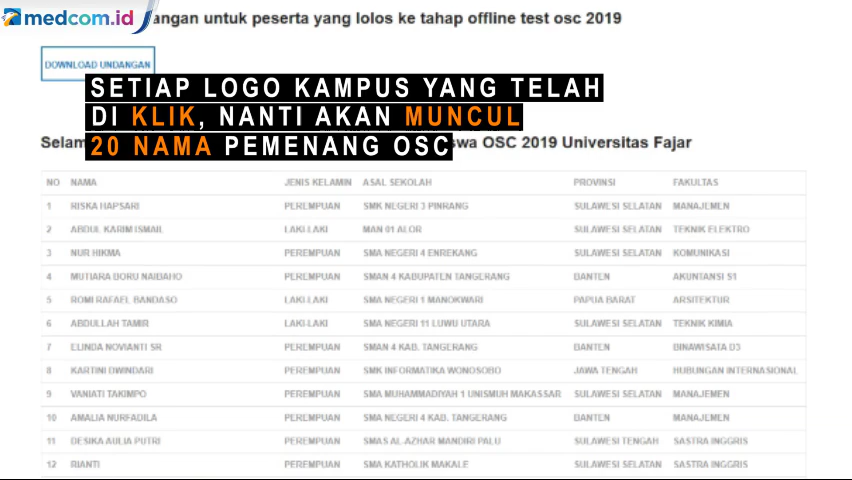 medcom.id
angan untuk peserta yang lolos ke tahap offline test osc 2019
DOWNLOAD UNDANGAN
SETIAP LOGO KAMPUS YANG TELAH
DI KLIK, NANTI AKAN MUNCUL
20 NAMA PEMENANG OSC
Selam swa OSC 2019 Universitas Fajar
NO NAMA JENIS KELAMIN ASAL SEKOLAH PROVINSI FAKULTAS
1 RISKA HAPSARI PEREMPUAN SMK NEGERI 3 PINRANG SULAWESI SELATAN MANAJEMEN
2 ABDUL KARIM ISMAIL LAKI-LAKI MAN 01 ALOR SULAWESI SELATAN TEKNIK ELEKTRO
3 NUR HIKMA PEREMPUAN SMA NEGERI 4 ENREKANG SULAWESI SELATAN KOMUNIKASI
4 MUTIARA BORU NAIBAHO PEREMPUAN SMAN 4 KABUPATEN TANGERANG BANTEN AKUNTANSI S1
5 ROMI RAFAEL BANDASO LAKI-LAKI SMA NEGERI 1 MANOKWARI PAPUA BARAT ARSITEKTUR
6 ABDULLAH TAMIR LAKI-LAKI SMA NEGERI 11 LUWU UTARA SULAWESI SELATAN TEKNIK KIMIA
7 ELINDA NOVIANTI SR PEREMPUAN SMAN 4 KAB. TANGERANG BANTEN BINAWISATA D3
8 KARTINI DWINDARI PEREMPUAN SMK INFORMATIKA WONOSOBO JAWA TENGAH HUBUNGAN INTERNASIONAL
9 VANIATI TAKIMPO PEREMPUAN SMA MUHAMMADIYAH 1 UNISMUH MAKASSAR SULAWESI SELATAN MANAJEMEN
10 AMALIA NURFADILA PEREMPUAN SMA NEGERI 4 KAB. TANGERANG BANTEN MANAJEMEN
11 DESIKA AULIA PUTRI PEREMPUAN SMAS AL-AZHAR MANDIRI PALU SULAWESI TENGAH SASTRA INGGRIS
12 RIANTI PEREMPUAN SMA KATHOLIK MAKALE SULAWESI SELATAN SASTRA INGGRIS